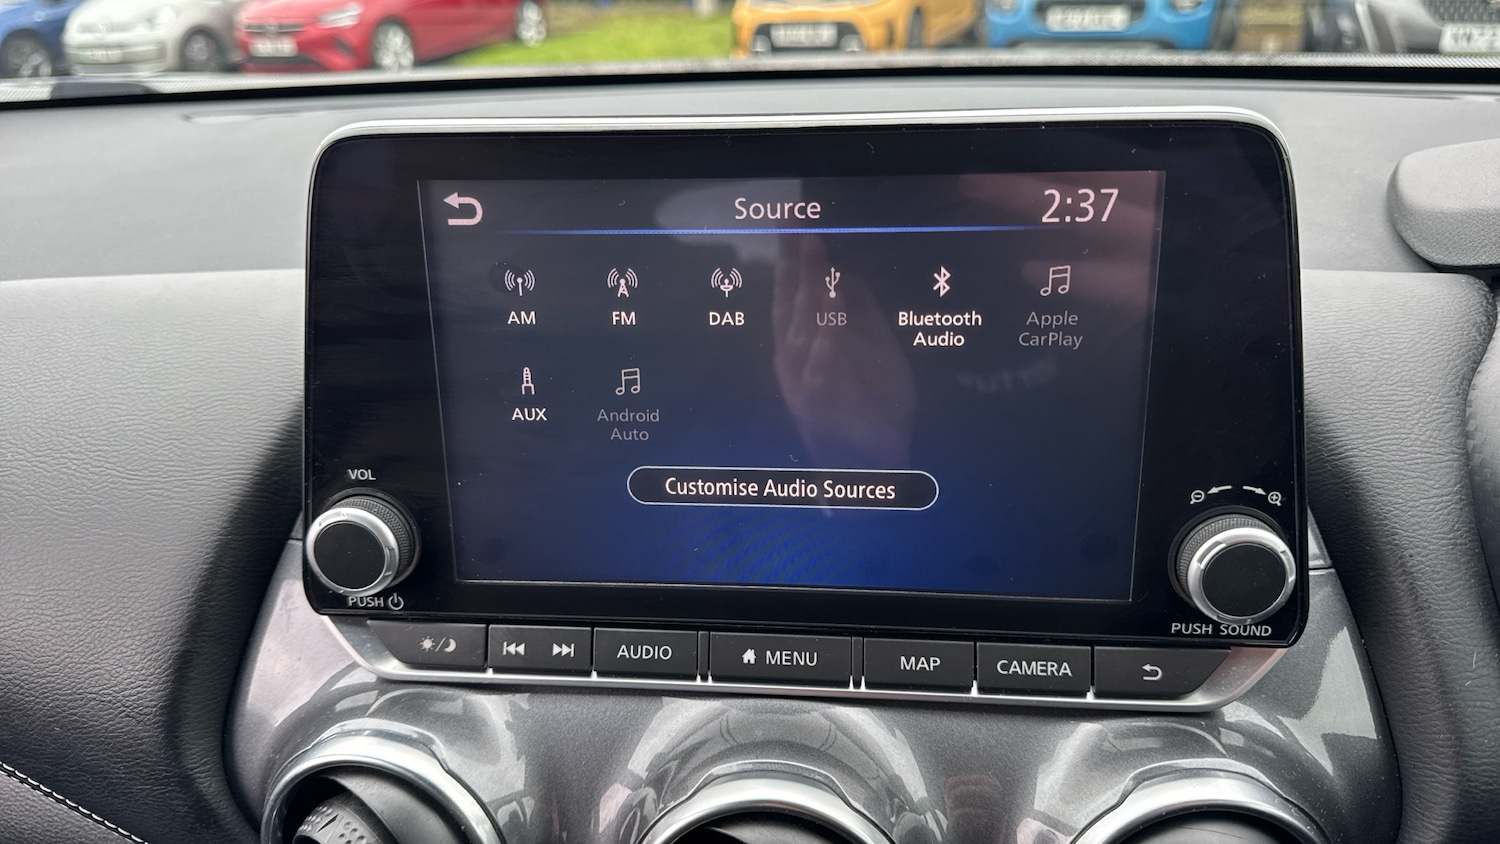 Source
2:37
AM
FM
DAB
USB
Bluetooth
Audio
Apple
CarPlay
AUX
Android
Auto
Customise Audio Sources
VOL
PUSH
PUSH SOUND
AUDIO
MENU
MAP
CAMERA